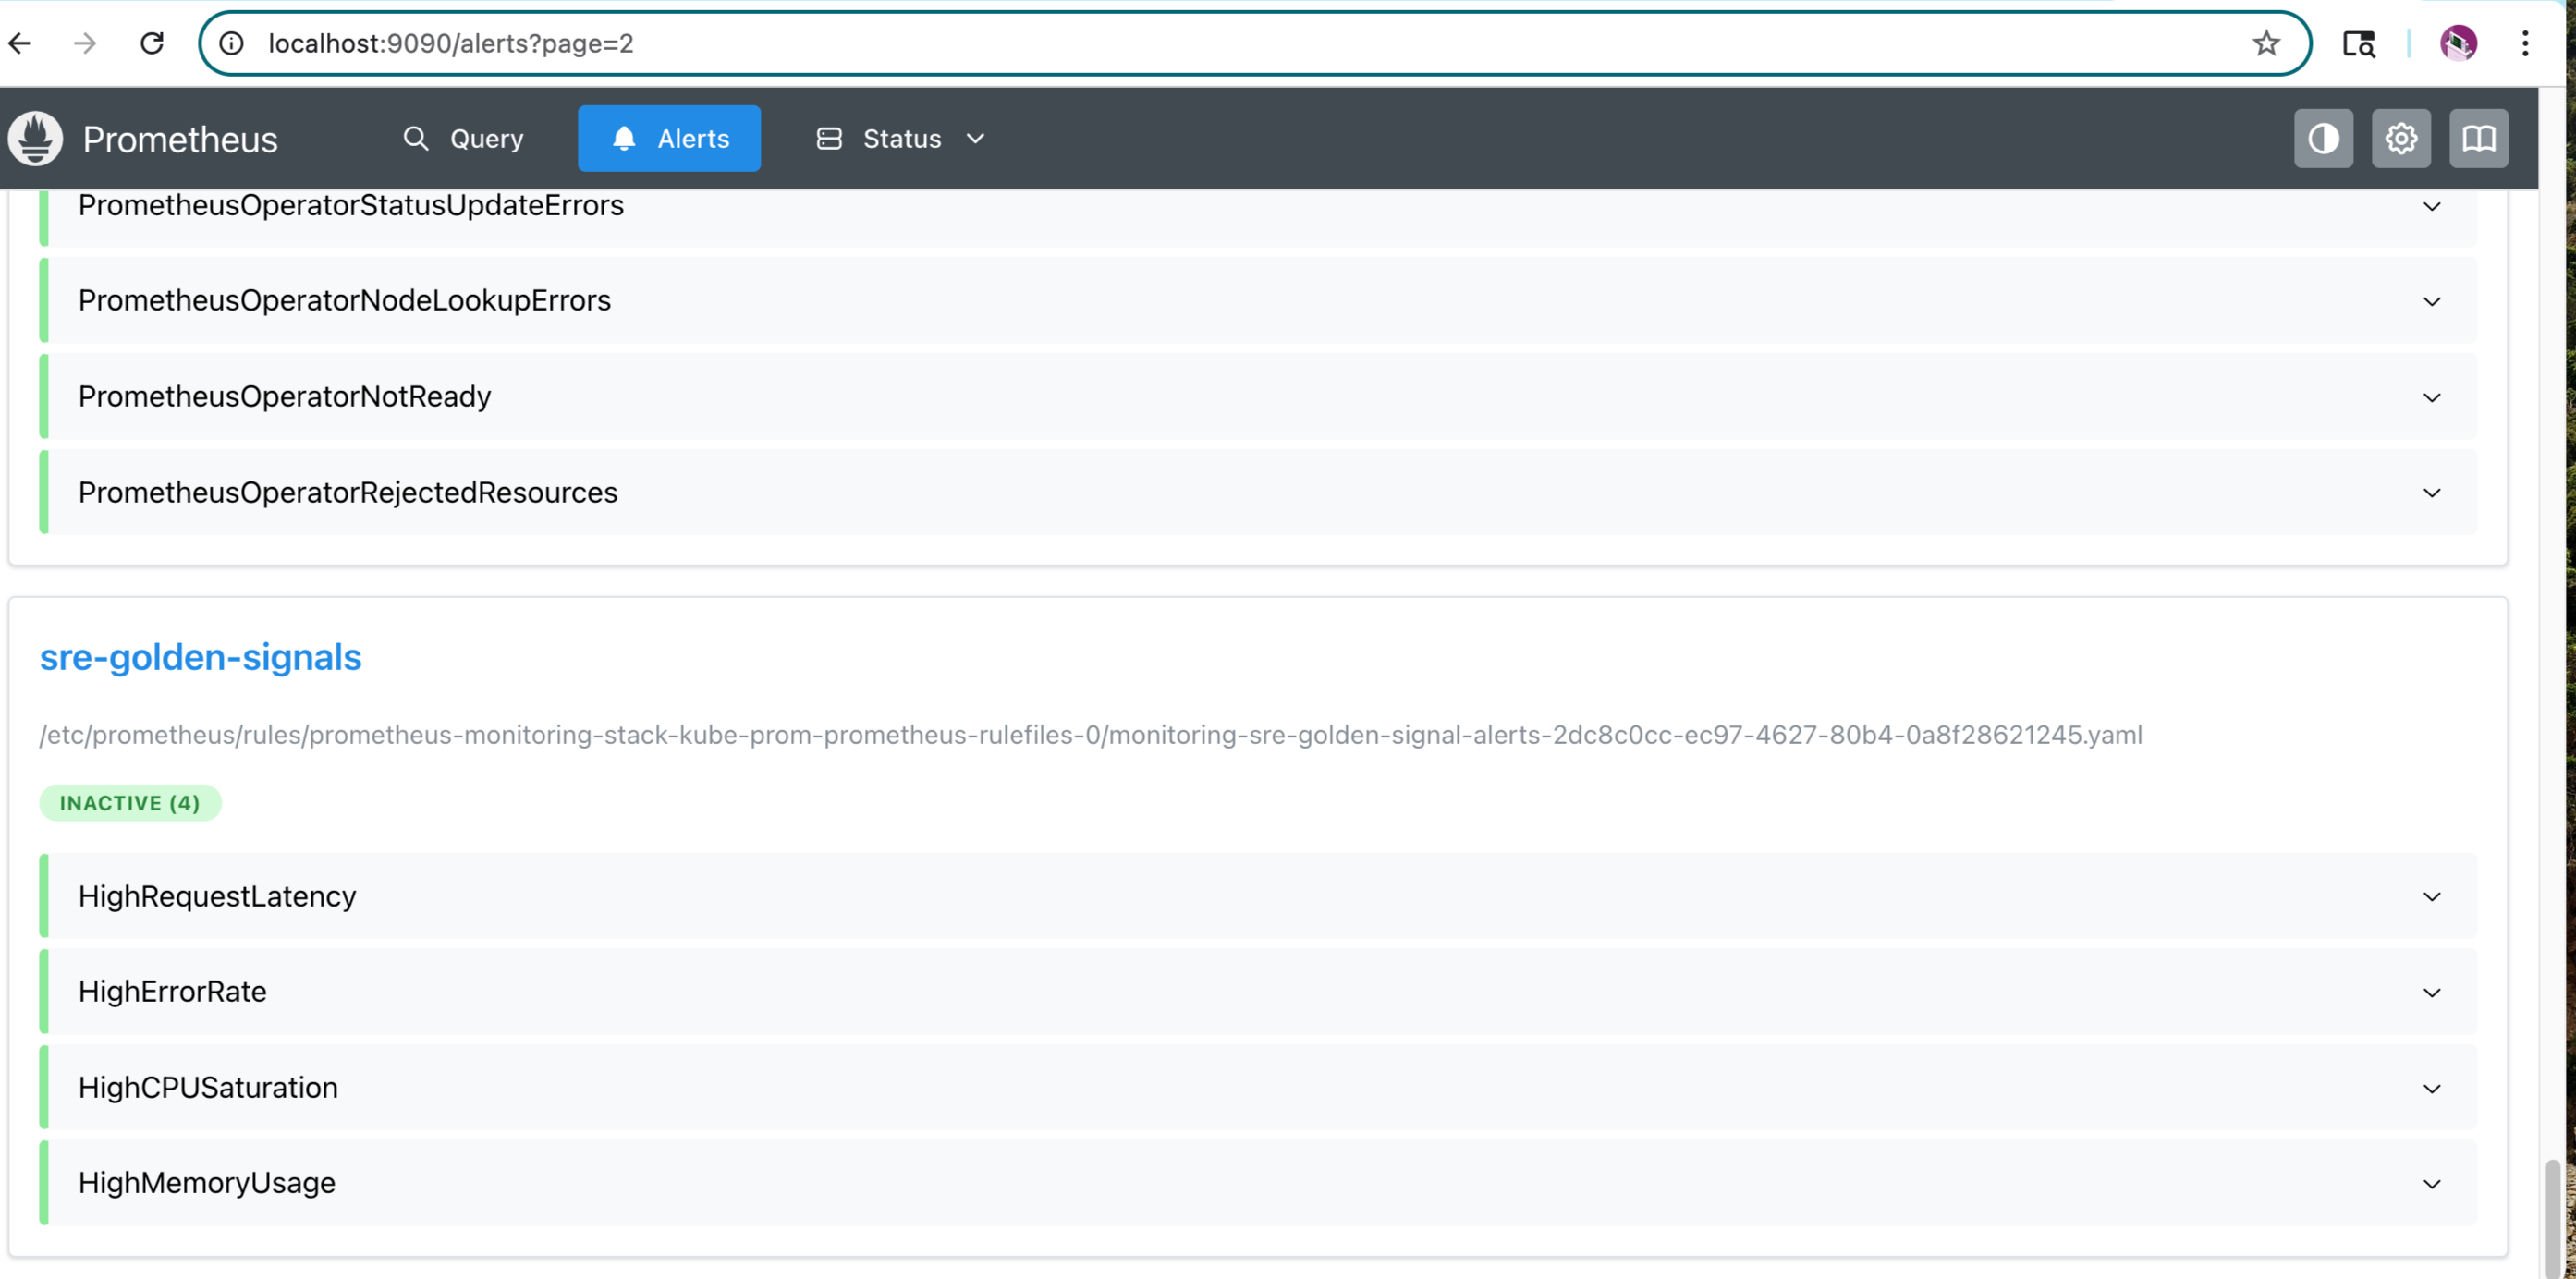 localhost:9090/alerts?page=2
Prometheus Query Alerts Status
PrometheusOperatorStatusUpdateErrors
PrometheusOperatorNodeLookupErrors
PrometheusOperatorNotReady
PrometheusOperatorRejectedResources
sre-golden-signals
/etc/prometheus/rules/prometheus-monitoring-stack-kube-prom-prometheus-rulefiles-0/monitoring-sre-golden-signal-alerts-2dc8c0cc-ec97-4627-80b4-0a8f28621245.yaml
INACTIVE (4)
HighRequestLatency
HighErrorRate
HighCPUSaturation
HighMemoryUsage